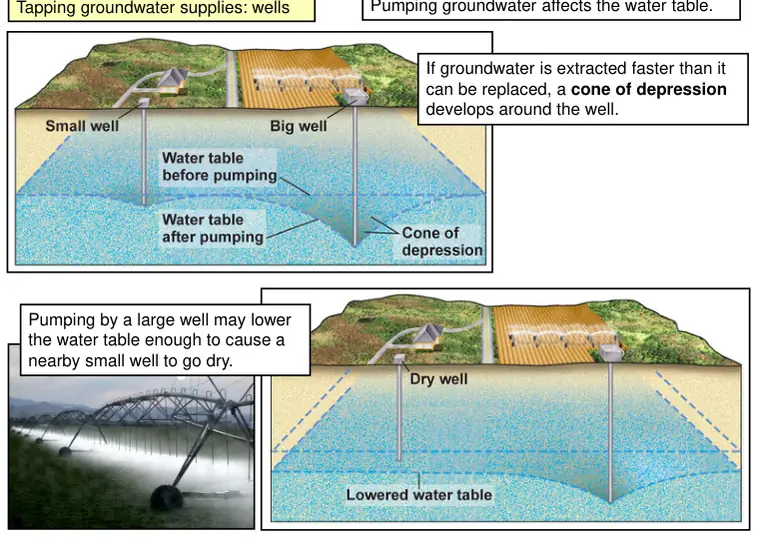 Tapping groundwater supplies: wells
Pumping groundwater affects the water table.
If groundwater is extracted faster than it
can be replaced, a cone of depression
develops around the well.
Small well
Big well
Water table
before pumping
Water table
after pumping
Cone of
depression
Pumping by a large well may lower
the water table enough to cause a
nearby small well to go dry.
Dry well
Lowered water table